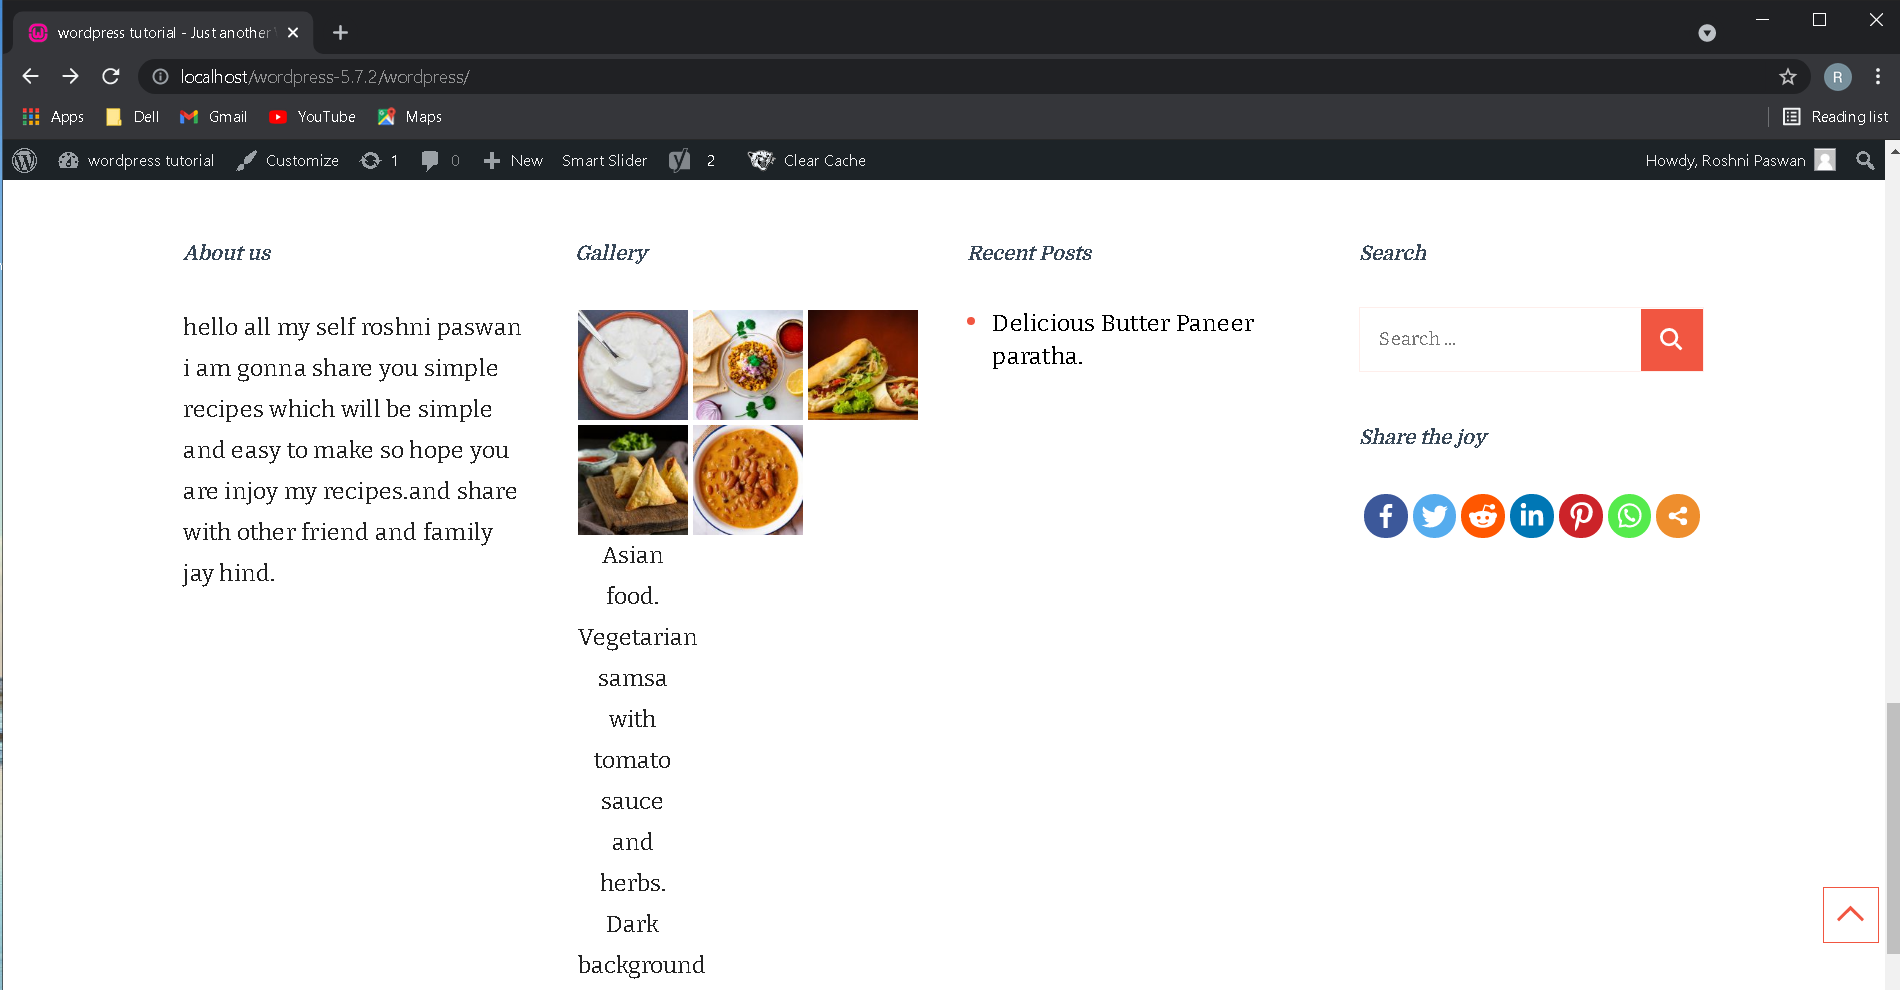 wordpress tutorial - Just another
localhost/wordpress-5.7.2/wordpress/
R
Apps
Dell
Gmail
YouTube
Maps
Reading list
wordpress tutorial
Customize
1
0
New
Smart Slider
2
Clear Cache
Howdy, Roshni Paswan
About us
hello all my self roshni paswan
i am gonna share you simple
recipes which will be simple
and easy to make so hope you
are injoy my recipes.and share
with other friend and family
jay hind.
Gallery
Asian
food.
Vegetarian
samsa
with
tomato
sauce
and
herbs.
Dark
background
Recent Posts
Delicious Butter Paneer
paratha.
Search
Search ...
Share the joy